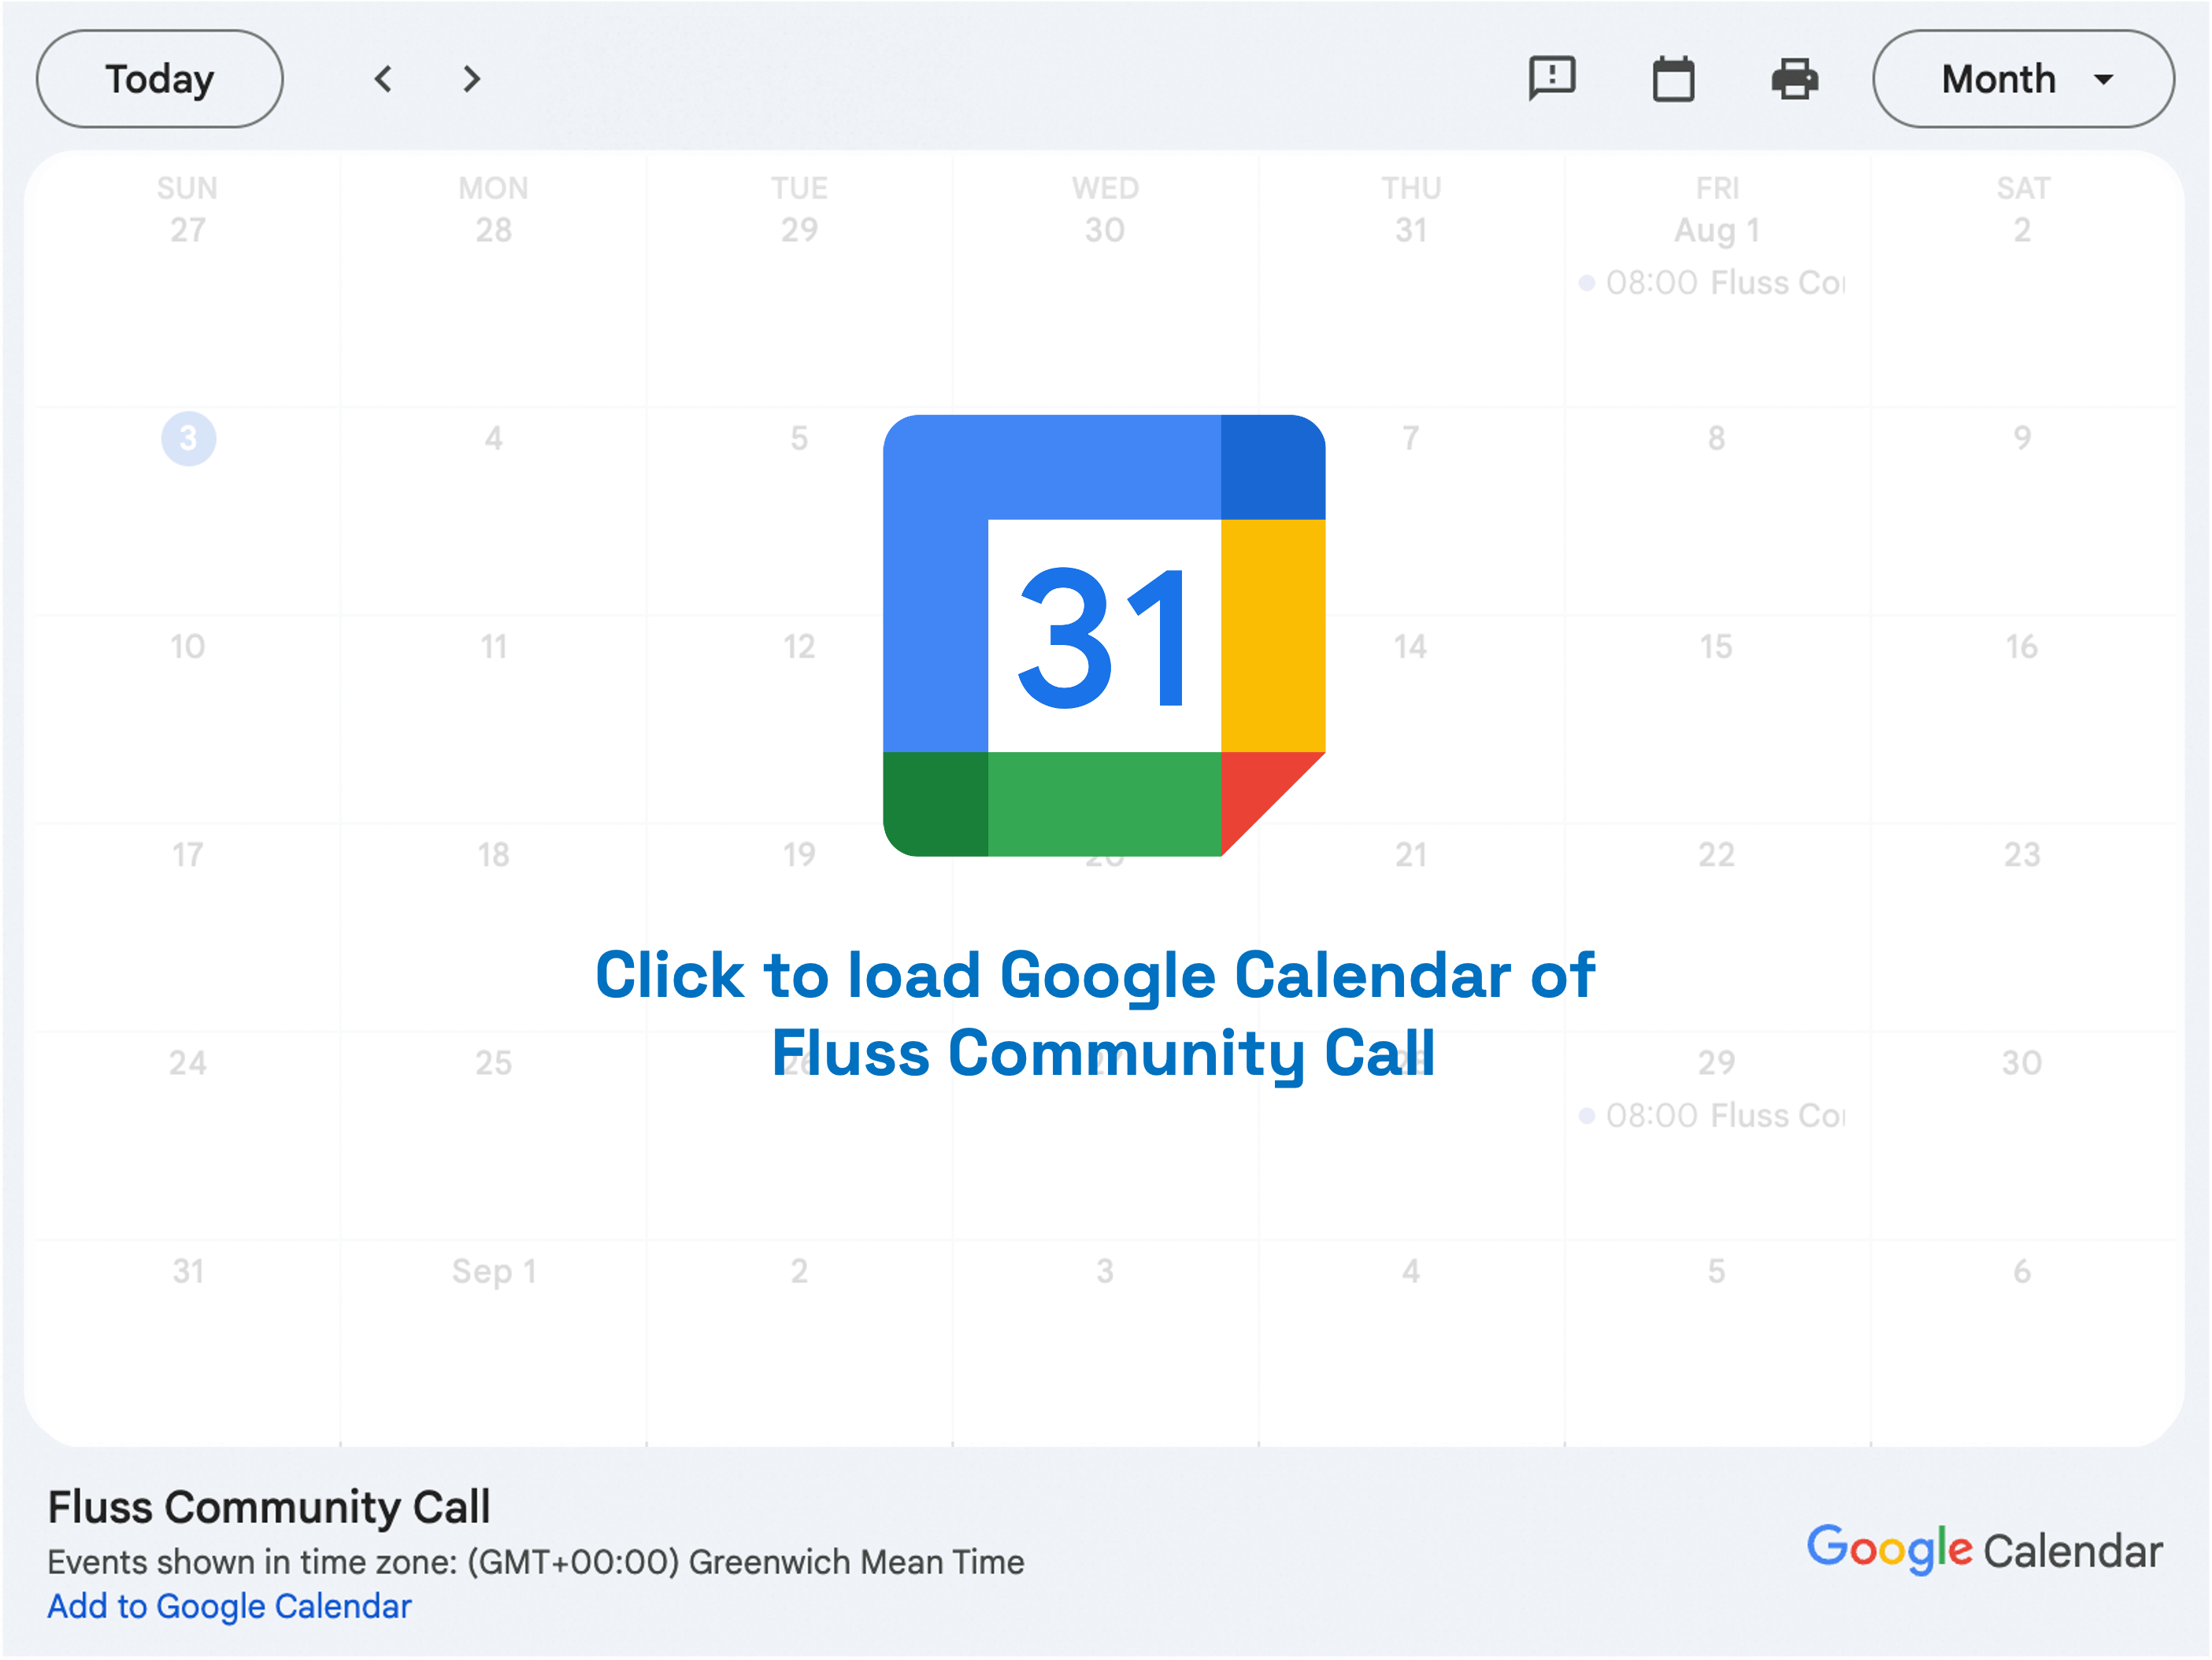 Today
Month
SUN MON TUE WED THU FRI SAT
27 28 29 30 31 Aug 1 2
08:00 Fluss Co
3 4 5 7 8 9
31
10 11 12 14 15 16
17 18 19 20 21 22 23
Click to load Google Calendar of
Fluss Community Call
24 25 26 27 28 29 30
08:00 Fluss Co
31 Sep 1 2 3 4 5 6
Fluss Community Call
Events shown in time zone: (GMT+00:00) Greenwich Mean Time
Add to Google Calendar
Google Calendar